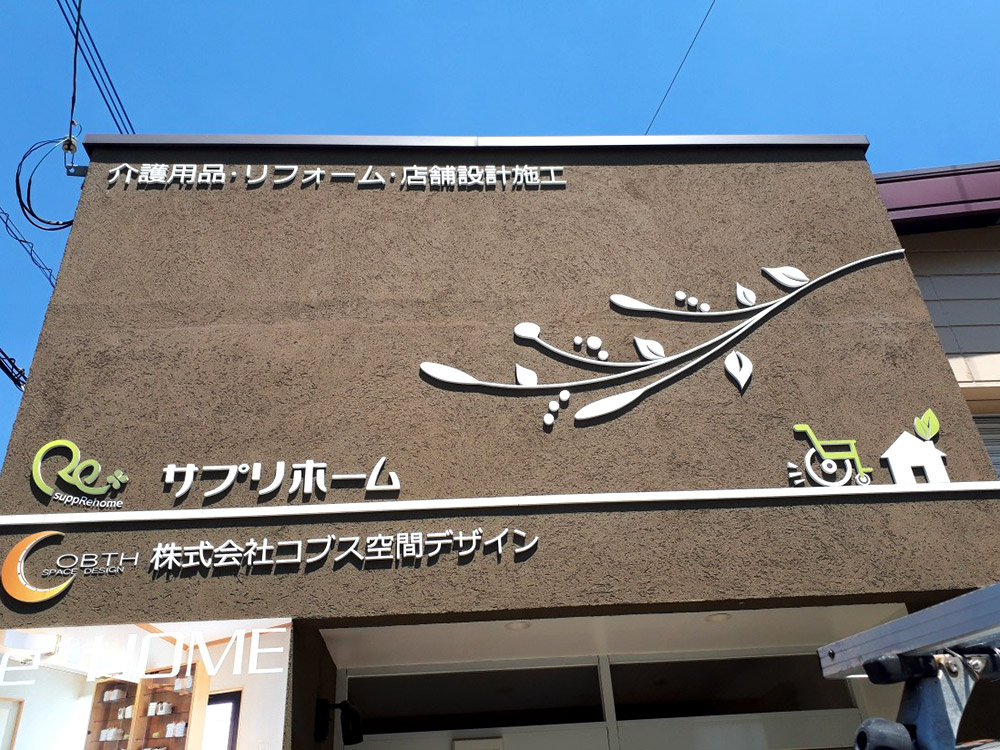 介護用品・リフォーム・店舗設計施工
Re
suppRehome
サプリホーム
COBTH
SPACE DESIGN
株式会社コブス空間デザイン
e HOME